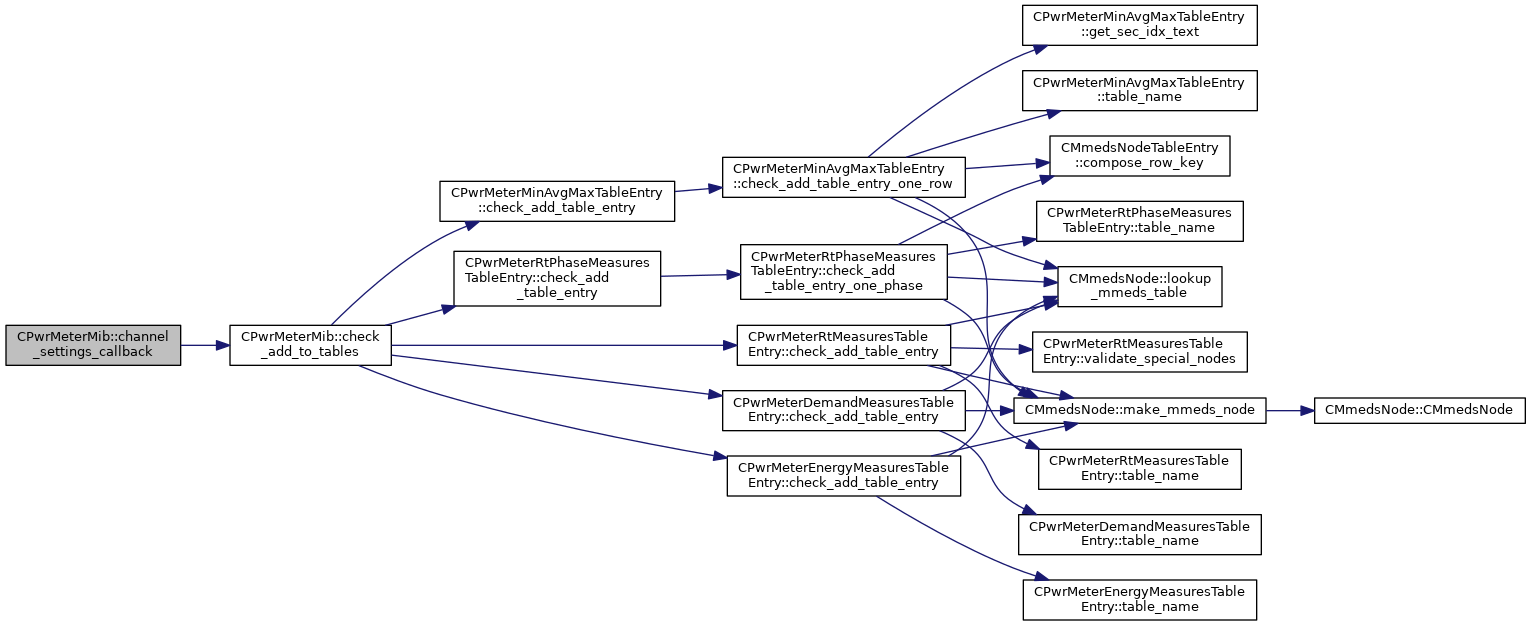 CPwrMeterMib::channel
_settings_callback
CPwrMeterMib::check
_add_to_tables
CPwrMeterMinAvgMaxTableEntry
::check_add_table_entry
CPwrMeterRtPhaseMeasures
TableEntry::check_add
_table_entry
CPwrMeterMinAvgMaxTableEntry
::check_add_table_entry_one_row
CPwrMeterRtPhaseMeasures
TableEntry::check_add
_table_entry_one_phase
CPwrMeterRtMeasuresTable
Entry::check_add_table_entry
CPwrMeterDemandMeasuresTable
Entry::check_add_table_entry
CPwrMeterEnergyMeasuresTable
Entry::check_add_table_entry
CPwrMeterMinAvgMaxTableEntry
::get_sec_idx_text
CPwrMeterMinAvgMaxTableEntry
::table_name
CMmedsNodeTableEntry
::compose_row_key
CPwrMeterRtPhaseMeasures
TableEntry::table_name
CMmedsNode::lookup
_mmeds_table
CPwrMeterRtMeasuresTable
Entry::validate_special_nodes
CMmedsNode::make_mmeds_node
CPwrMeterRtMeasuresTable
Entry::table_name
CPwrMeterDemandMeasuresTable
Entry::table_name
CPwrMeterEnergyMeasuresTable
Entry::table_name
CMmedsNode::CMmedsNode